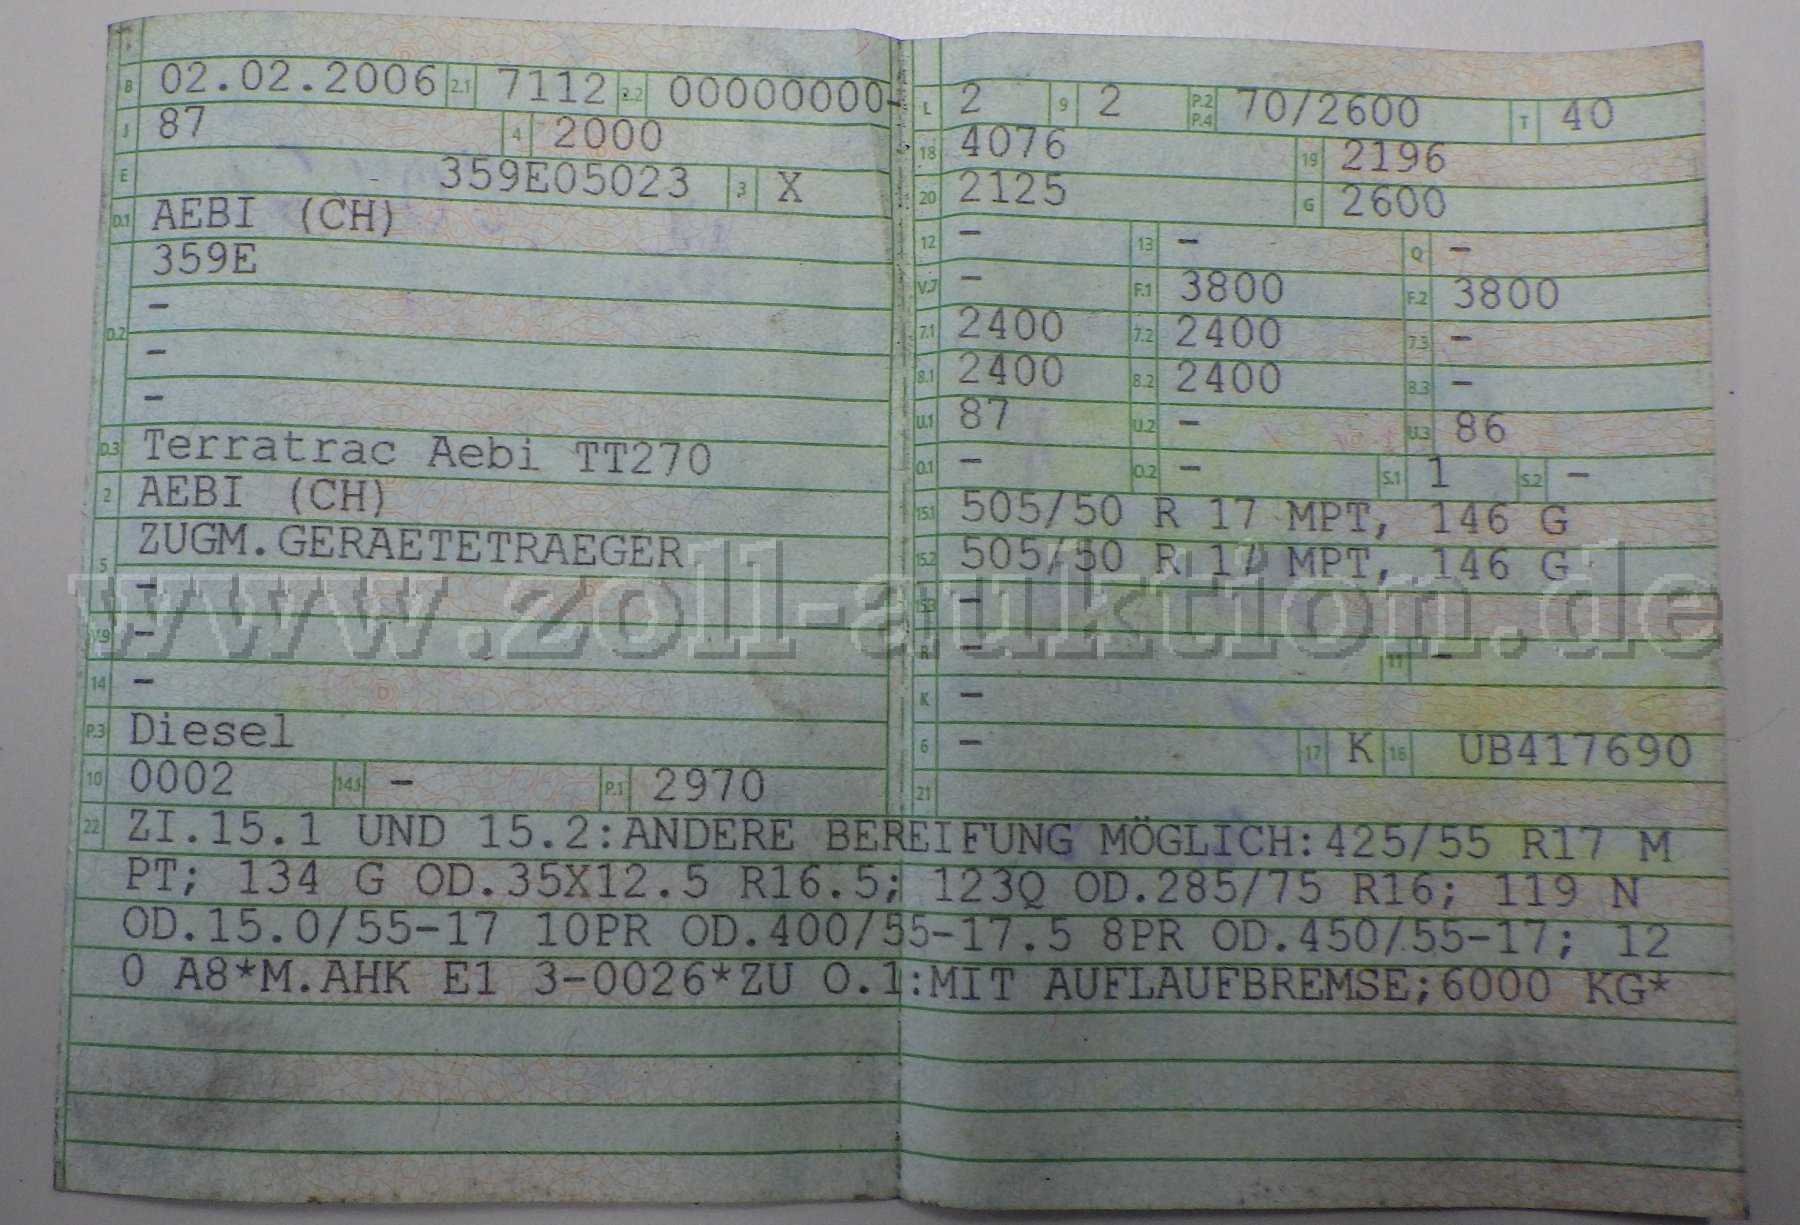 B 02.02.2006 2.1 7112 2.2 00000000-
J 87 4 2000
E 359E05023 3 X
D.1 AEBI (CH)
359E
-
D.2
-
-
D.3 Terratrac Aebi TT270
2 AEBI (CH)
5 ZUGM.GERAETETRAEGER
-
V.9 -
14 -
P.3 Diesel
10 0002 14.1 - P.1 2970
L 2 9 2 P.2 P.4 70/2600 T 40
18 4076 19 2196
20 2125 G 2600
12 - 13 - Q -
V.7 - F.1 3800 F.2 3800
7.1 2400 7.2 2400 7.3 -
8.1 2400 8.2 2400 8.3 -
U.1 87 U.2 - U.3 86
O.1 - O.2 - S.1 1 S.2 -
15.1 505/50 R 17 MPT, 146 G
15.2 505/50 R 17 MPT, 146 G
15.3 -
R - 11 -
K -
6 - 17 K 16 UB417690
21
22 ZI.15.1 UND 15.2:ANDERE BEREIFUNG MÖGLICH:425/55 R17 M
PT; 134 G OD.35X12.5 R16.5; 123Q OD.285/75 R16; 119 N
OD.15.0/55-17 10PR OD.400/55-17.5 8PR OD.450/55-17; 12
0 A8*M.AHK E1 3-0026*ZU O.1:MIT AUFLAUFBREMSE;6000 KG*
www.zoll-auktion.de